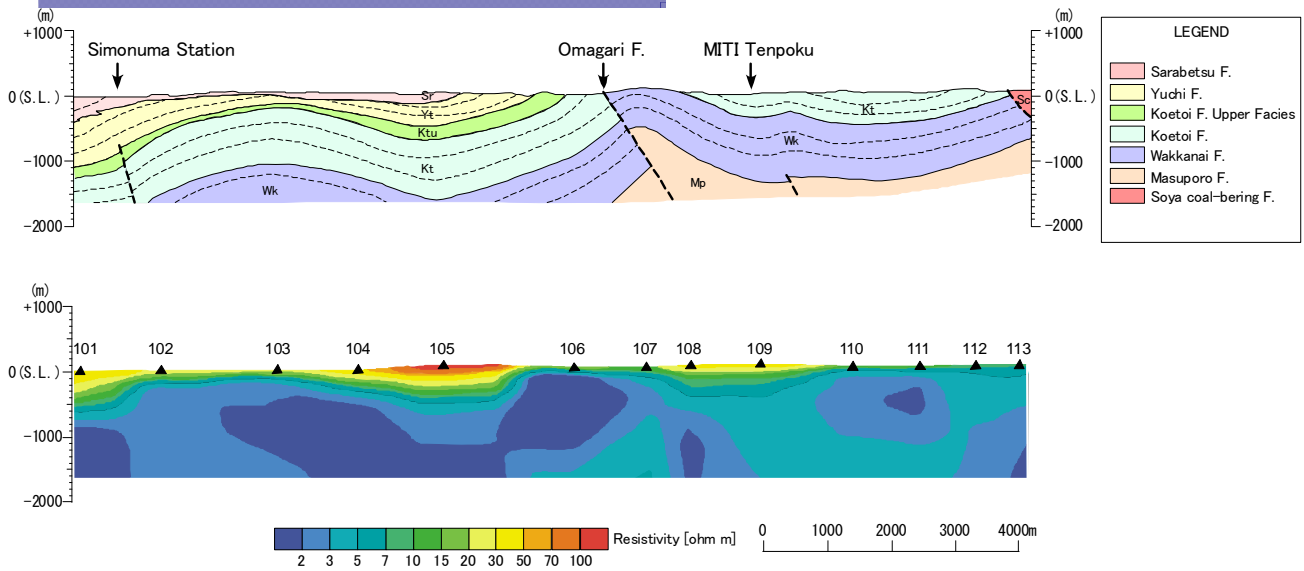 (m)
+1000
0(S.L.)
-1000
-2000
Simonuma Station
Omagari F.
MITI Tenpoku
Sr
Yt
Ktu
Kt
Wk
Mp
Wk
Kt
Sc
(m)
+1000
0(S.L.)
-1000
-2000
LEGEND
Sarabetsu F.
Yuchi F.
Koetoi F. Upper Facies
Koetoi F.
Wakkanai F.
Masuporo F.
Soya coal-bering F.
(m)
+1000
0(S.L.)
-1000
-2000
101 102 103 104 105 106 107 108 109 110 111 112 113
2 3 5 7 10 15 20 30 50 70 100
Resistivity [ohm m]
0 1000 2000 3000 4000m